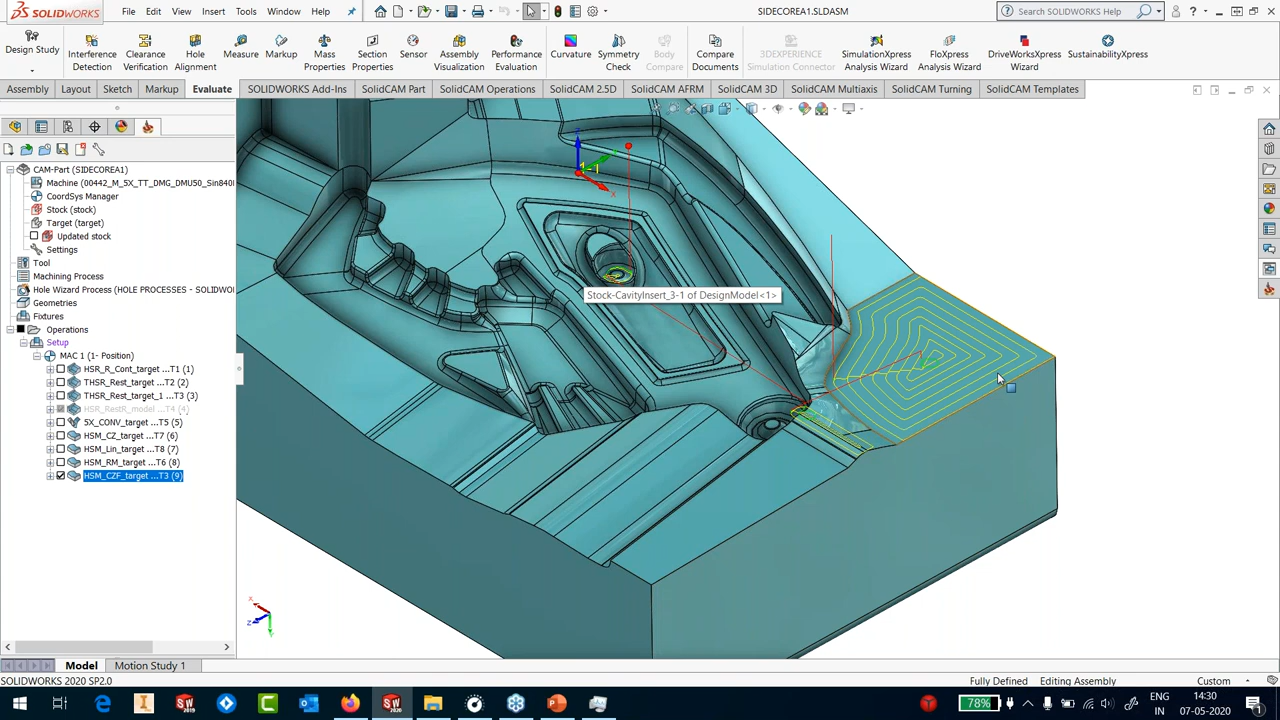 SOLIDWORKS
File Edit View Insert Tools Window Help
SIDECOREA1.SLDASM
Search SOLIDWORKS Help
Design Study
Interference Detection
Clearance Verification
Hole Alignment
Measure
Markup
Mass Properties
Section Properties
Sensor
Assembly Visualization
Performance Evaluation
Curvature
Symmetry Check
Body Compare
Compare Documents
3DEXPERIENCE Simulation Connector
SimulationXpress Analysis Wizard
FloXpress Analysis Wizard
DriveWorksXpress Wizard
SustainabilityXpress
Assembly Layout Sketch Markup Evaluate SOLIDWORKS Add-Ins SolidCAM Part SolidCAM Operations SolidCAM 2.5D SolidCAM AFRM SolidCAM 3D SolidCAM Multiaxis SolidCAM Turning SolidCAM Templates
CAM-Part (SIDECOREA1)
Machine (00442_M_5X_TT_DMG_DMU50_Sin840
CoordSys Manager
Stock (stock)
Target (target)
Updated stock
Settings
Tool
Machining Process
Hole Wizard Process (HOLE PROCESSES - SOLIDWO
Geometries
Fixtures
Operations
Setup
MAC 1 (1- Position)
HSR_R_Cont_target ...T1 (1)
THSR_Rest_target ...T2 (2)
THSR_Rest_target_1 ...T3 (3)
HSR_RestR_model ...T4 (4)
5X_CONV_target ...T5 (5)
HSM_CZ_target ...T7 (6)
HSM_Lin_target ...T8 (7)
HSM_RM_target ...T6 (8)
HSM_CZF_target ...T3 (9)
Stock-CavityInsert_3-1 of DesignModel<1>
Model Motion Study 1
SOLIDWORKS 2020 SP2.0
Fully Defined Editing Assembly Custom
78%
ENG
IN
14:30
07-05-2020